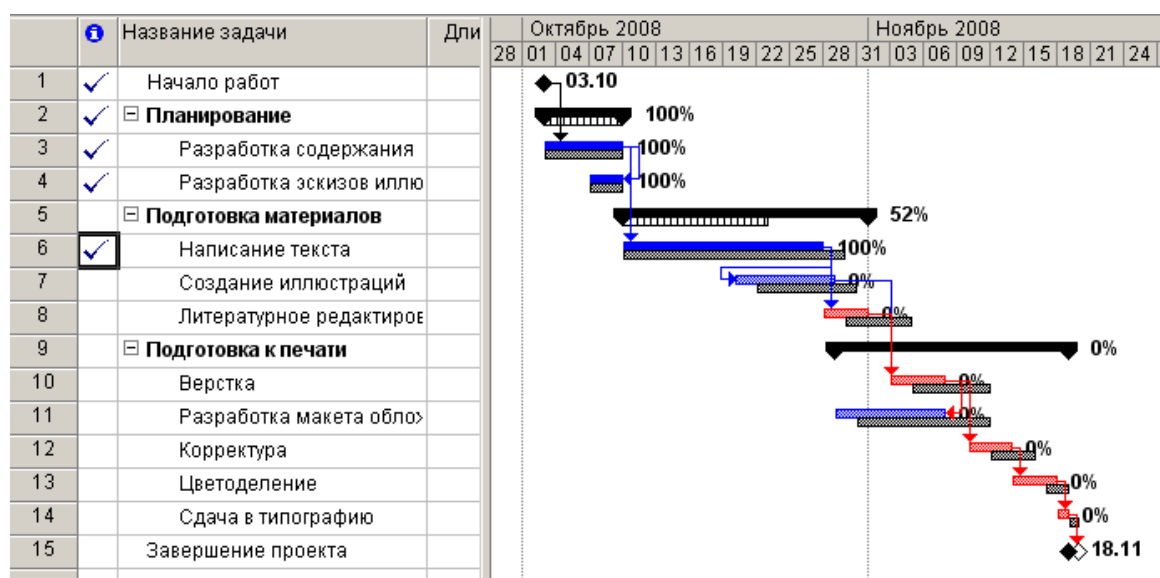 Название задачи Дли Октябрь 2008 Ноябрь 2008
28 01 04 07 10 13 16 19 22 25 28 31 03 06 09 12 15 18 21 24
1 Начало работ 03.10
2 Планирование 100%
3 Разработка содержания 100%
4 Разработка эскизов иллю 100%
5 Подготовка материалов 52%
6 Написание текста 100%
7 Создание иллюстраций 0%
8 Литературное редактиров 0%
9 Подготовка к печати 0%
10 Верстка 0%
11 Разработка макета облож 0%
12 Корректура 0%
13 Цветоделение 0%
14 Сдача в типографию 0%
15 Завершение проекта 18.11